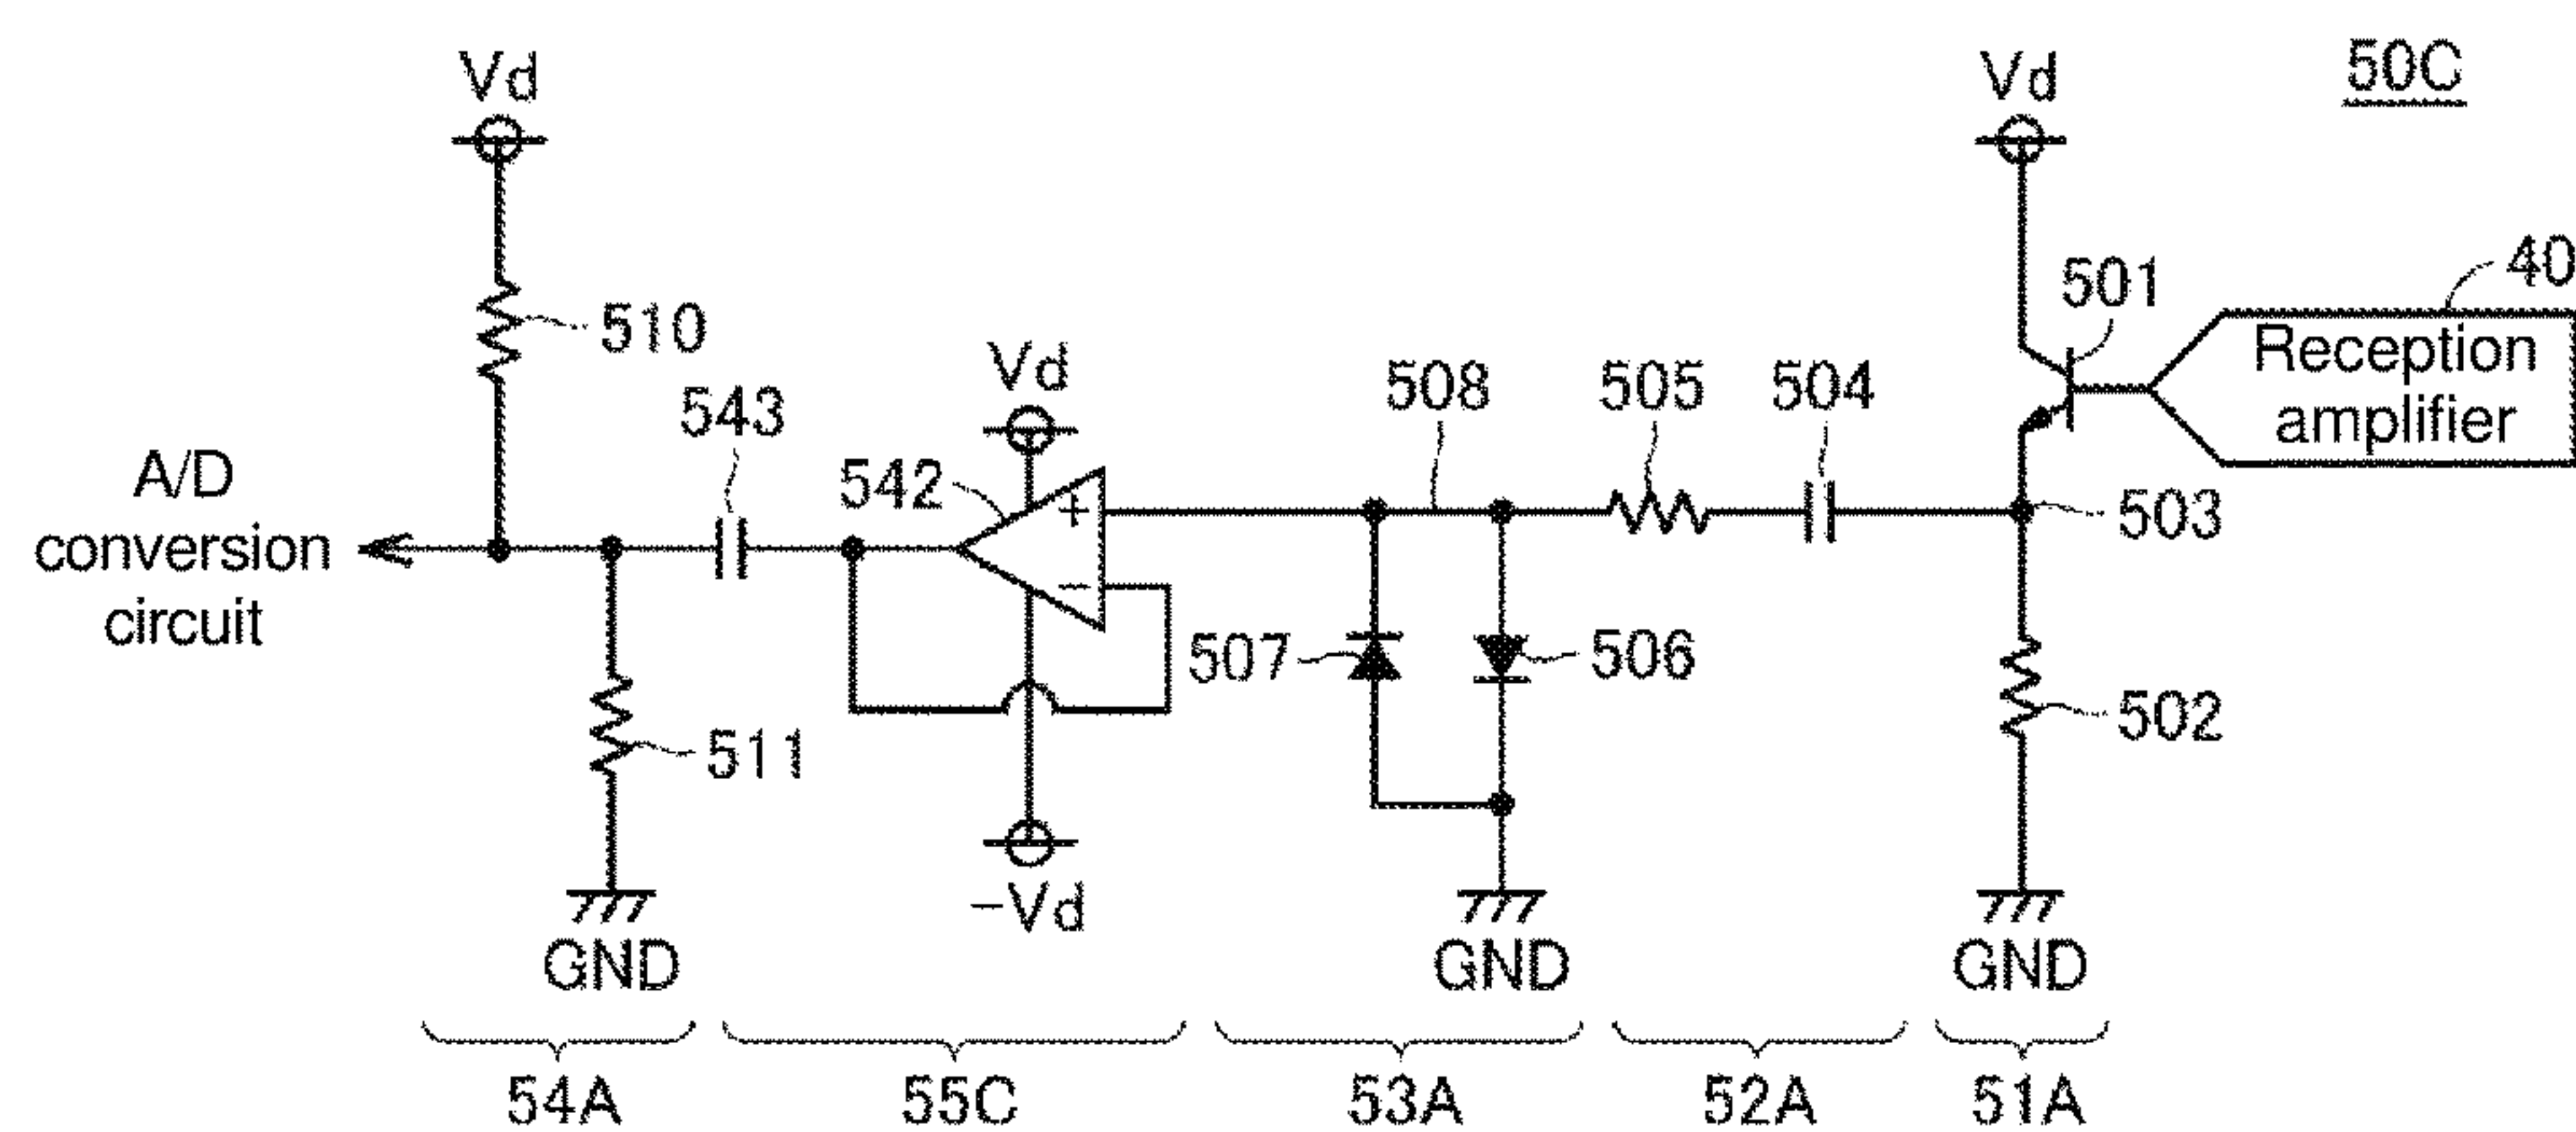 Vd
Vd
50C
501
40
Reception
amplifier
510
Vd
508
505
504
543
542
+
A/D
conversion
circuit
−
503
507
506
502
511
−Vd
GND
GND
GND
54A
55C
53A
52A
51A